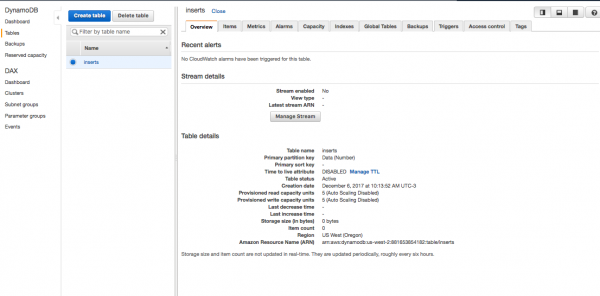 DynamoDB
Dashboard
Tables
Backups
Reserved capacity
DAX
Dashboard
Clusters
Subnet groups
Parameter groups
Events
Create table Delete table
Filter by table name
Name
inserts
inserts Close
Overview Items Metrics Alarms Capacity Indexes Global Tables Backups Triggers Access control Tags
Recent alerts
No CloudWatch alarms have been triggered for this table.
Stream details
Stream enabled No
View type -
Latest stream ARN -
Manage Stream
Table details
Table name inserts
Primary partition key Data (Number)
Primary sort key -
Time to live attribute DISABLED Manage TTL
Table status Active
Creation date December 6, 2017 at 10:13:52 AM UTC-3
Provisioned read capacity units 5 (Auto Scaling Disabled)
Provisioned write capacity units 5 (Auto Scaling Disabled)
Last decrease time -
Last increase time -
Storage size (in bytes) 0 bytes
Item count 0
Region US West (Oregon)
Amazon Resource Name (ARN) arn:aws:dynamodb:us-west-2:881653954182:table/inserts
Storage size and item count are not updated in real-time. They are updated periodically, roughly every six hours.